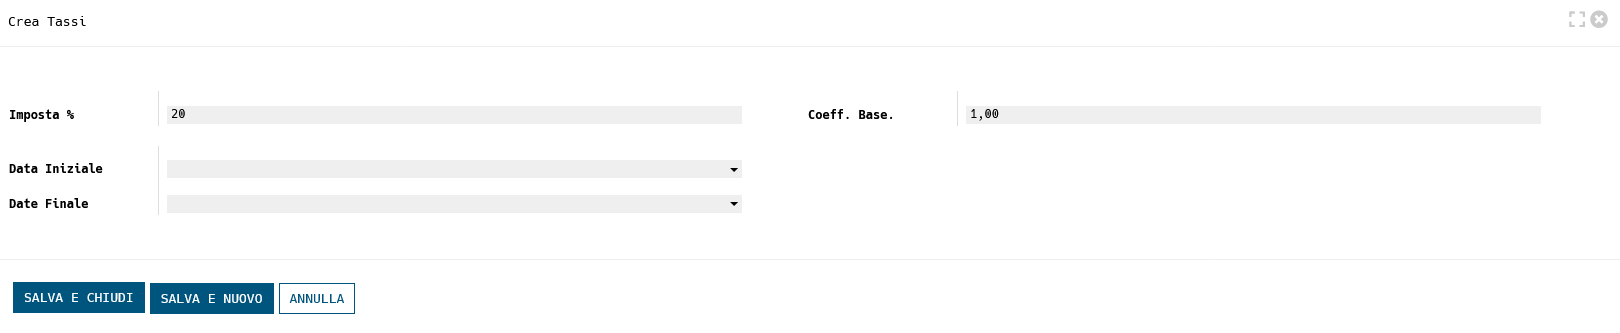 Crea Tassi
Imposta % 20 Coeff. Base. 1,00
Data Iniziale
Date Finale
SALVA E CHIUDI SALVA E NUOVO ANNULLA